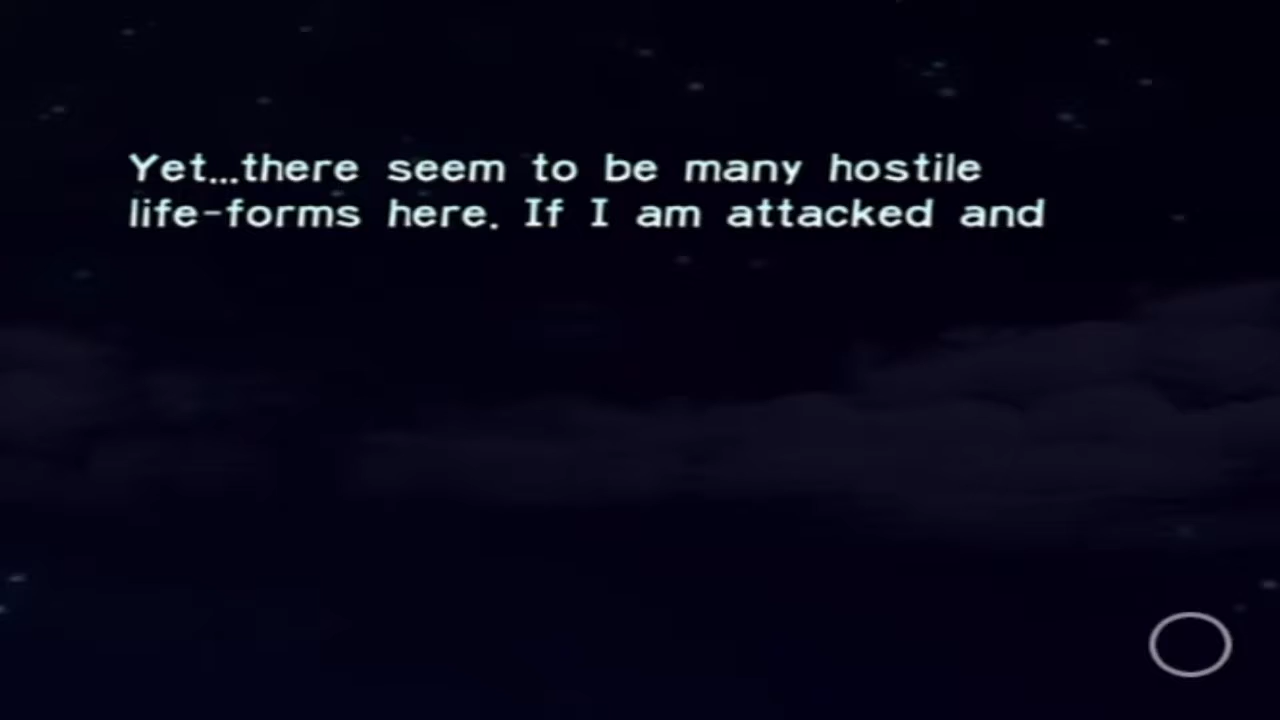 Yet...there seem to be many hostile
life-forms here. If I am attacked and